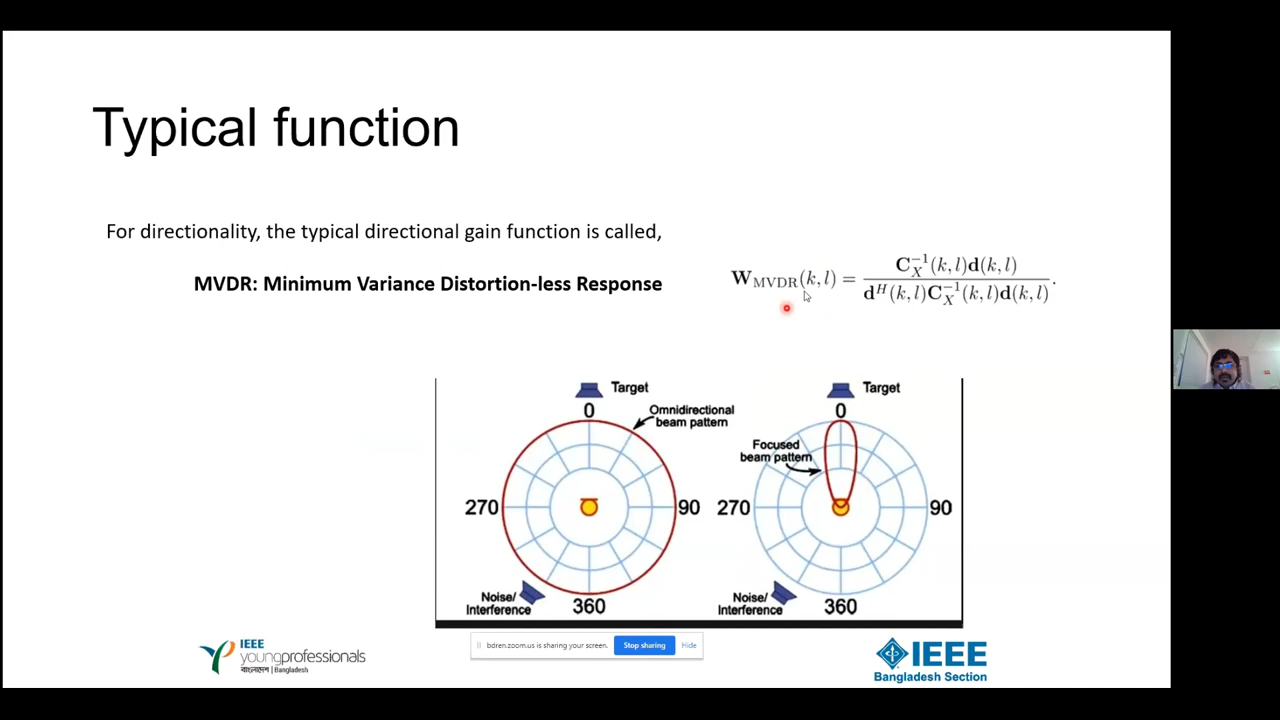 Typical function
For directionality, the typical directional gain function is called,
MVDR: Minimum Variance Distortion-less Response
W_MVDR(k, l) = C_X^{-1}(k, l)d(k, l) / d^H(k, l)C_X^{-1}(k, l)d(k, l) .
Target
0
Omnidirectional
beam pattern
270
90
Noise/
Interference
360
Target
0
Focused
beam pattern
270
90
Noise/
Interference
360
bdren.zoom.us is sharing your screen.
Stop sharing
Hide
IEEE
youngprofessionals
বাংলাদেশ | Bangladesh
IEEE
Bangladesh Section